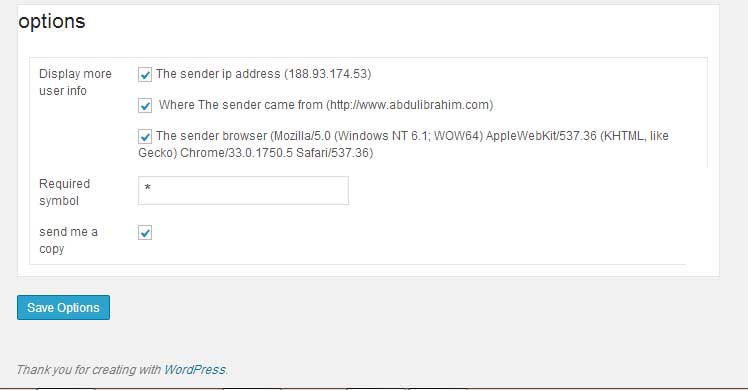 options
Display more
user info
The sender ip address (188.93.174.53)
Where The sender came from (http://www.abdulibrahim.com)
The sender browser (Mozilla/5.0 (Windows NT 6.1; WOW64) AppleWebKit/537.36 (KHTML, like
Gecko) Chrome/33.0.1750.5 Safari/537.36)
Required
symbol
*
send me a
copy
Save Options
Thank you for creating with WordPress.